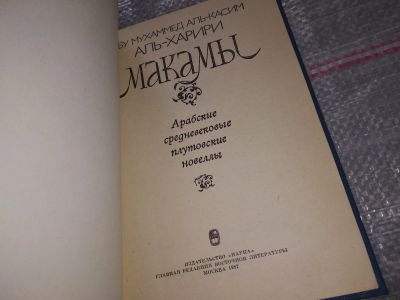 БУ МУХАММЕД АЛЬ-КАСИМ
АЛЬ-ХАРИРИ
МАКАМЫ
Арабские
средневековые
плутовские
новеллы
ИЗДАТЕЛЬСТВО «НАУКА»
ГЛАВНАЯ РЕДАКЦИЯ ВОСТОЧНОЙ ЛИТЕРАТУРЫ
МОСКВА 1987